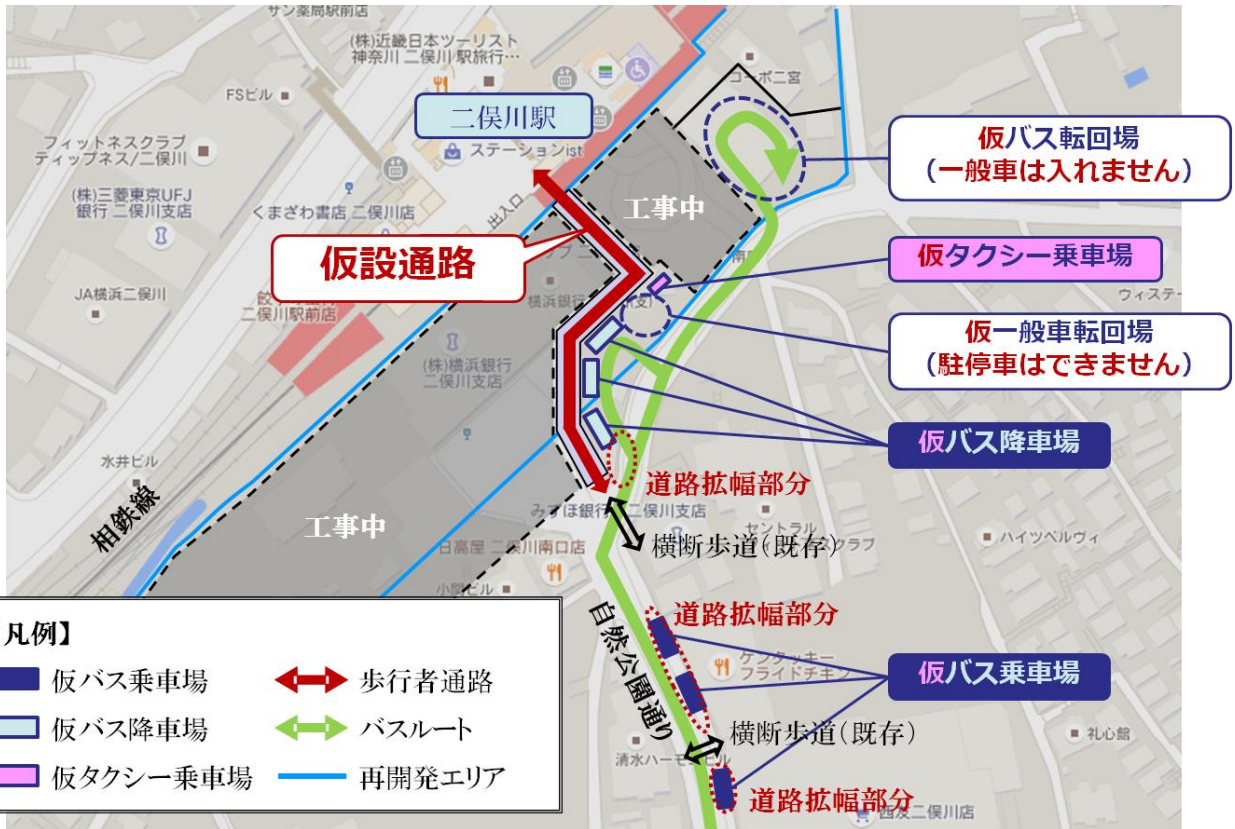 サン薬局駅前店
(株)近畿日本ツーリスト
神奈川 二俣川 駅旅行…
FSビル
コーポ二宮
二俣川駅
フィットネスクラブ
ティップネス/二俣川
ステーションist
仮バス転回場
(一般車は入れません)
(株)三菱東京UFJ
銀行 二俣川支店
くまざわ書店 二俣川店
出入口
工事中
仮設通路
仮タクシー乗車場
JA横浜二俣川
二俣川駅前店
横浜銀行
ウィステ
仮一般車転回場
(駐停車はできません)
(株)横浜銀行
二俣川支店
仮バス降車場
水井ビル
相鉄線
道路拡幅部分
みずほ銀行 二俣川支店
工事中
セントラル
クラブ
ハイツベルヴィ
日高屋 二俣川南口店
横断歩道(既存)
小関ビル
自然公園通り
道路拡幅部分
ケンタッキー
フライドチキン
仮バス乗車場
横断歩道(既存)
礼心館
清水ハーモニービル
道路拡幅部分
西友二俣川店
凡例】
仮バス乗車場
歩行者通路
仮バス降車場
バスルート
仮タクシー乗車場
再開発エリア